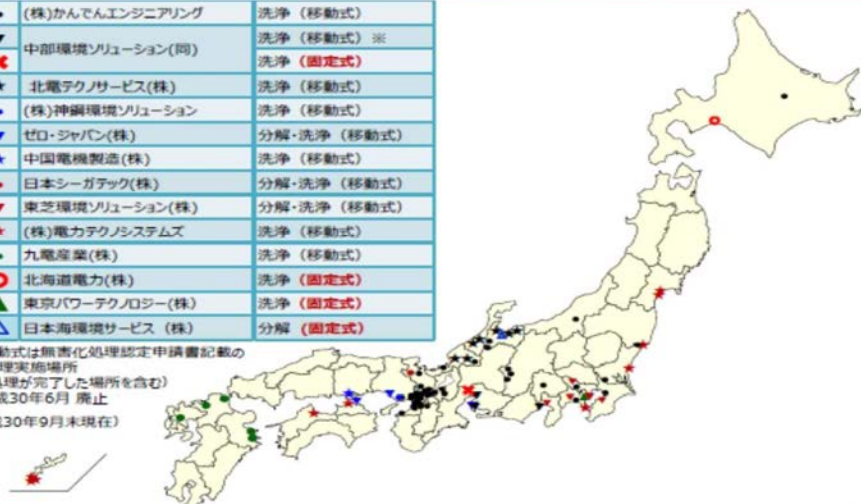 (株)かんでんエンジニアリング 洗浄（移動式）
中部環境ソリューション(同) 洗浄（移動式）※
洗浄（固定式）
北電テクノサービス(株) 洗浄（移動式）
(株)神鋼環境ソリューション 洗浄（移動式）
ゼロ・ジャパン(株) 分解・洗浄（移動式）
中国電機製造(株) 洗浄（移動式）
日本シーガテック(株) 分解・洗浄（移動式）
東芝環境ソリューション(株) 分解・洗浄（移動式）
(株)電力テクノシステムズ 洗浄（移動式）
九電産業(株) 洗浄（移動式）
北海道電力(株) 洗浄（固定式）
東京パワーテクノロジー(株) 洗浄（固定式）
日本海環境サービス（株） 分解（固定式）
動式は無害化処理認定申請書記載の
理実施場所
処理が完了した場所を含む）
成30年6月 廃止
成30年9月末現在）